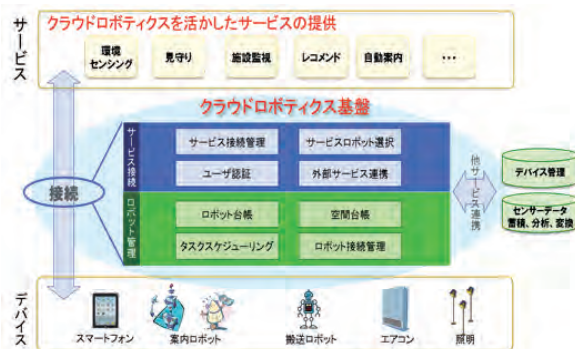 サービス
クラウドロボティクスを活かしたサービスの提供
環境
センシング
見守り
施設監視
レコメンド
自動案内
…
クラウドロボティクス基盤
接続
サービス接続
サービス接続管理
サービスロボット選択
ユーザ認証
外部サービス連携
ロボット管理
ロボット台帳
空間台帳
タスクスケジューリング
ロボット接続管理
他サービス連携
デバイス管理
センサーデータ
蓄積、分析、変換
デバイス
スマートフォン
案内ロボット
搬送ロボット
エアコン
照明